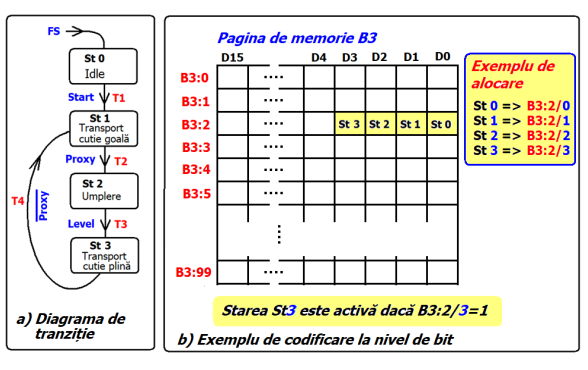 FS
St 0
Idle
Start T1
St 1
Transport
cutie goală
Proxy T2
St 2
Umplere
T4 Proxy
Level T3
St 3
Transport
cutie plină
a) Diagrama de
tranziție
Pagina de memorie B3
D15 D4 D3 D2 D1 D0
B3:0 ....
B3:1 ....
B3:2 .... St 3 St 2 St 1 St 0
B3:3 ....
B3:4 ....
B3:5 ....
B3:99 ....
Exemplu de
alocare
St 0 => B3:2/0
St 1 => B3:2/1
St 2 => B3:2/2
St 3 => B3:2/3
Starea St3 este activă dacă B3:2/3=1
b) Exemplu de codificare la nivel de bit